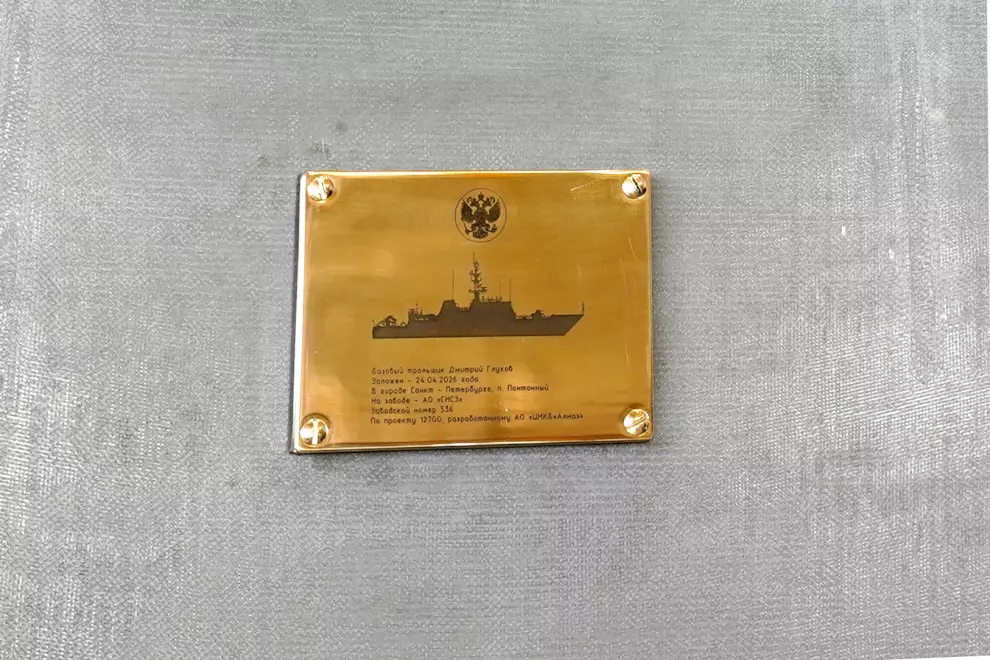 Базовый тральщик Дмитрий Глухов
Заложен - 24.04.2026 года
В городе Санкт - Петербурге, п. Понтонный
На заводе - АО «СНСЗ»
Заводской номер 536
По проекту 12700, разработанному АО «ЦМКБ«Алмаз»